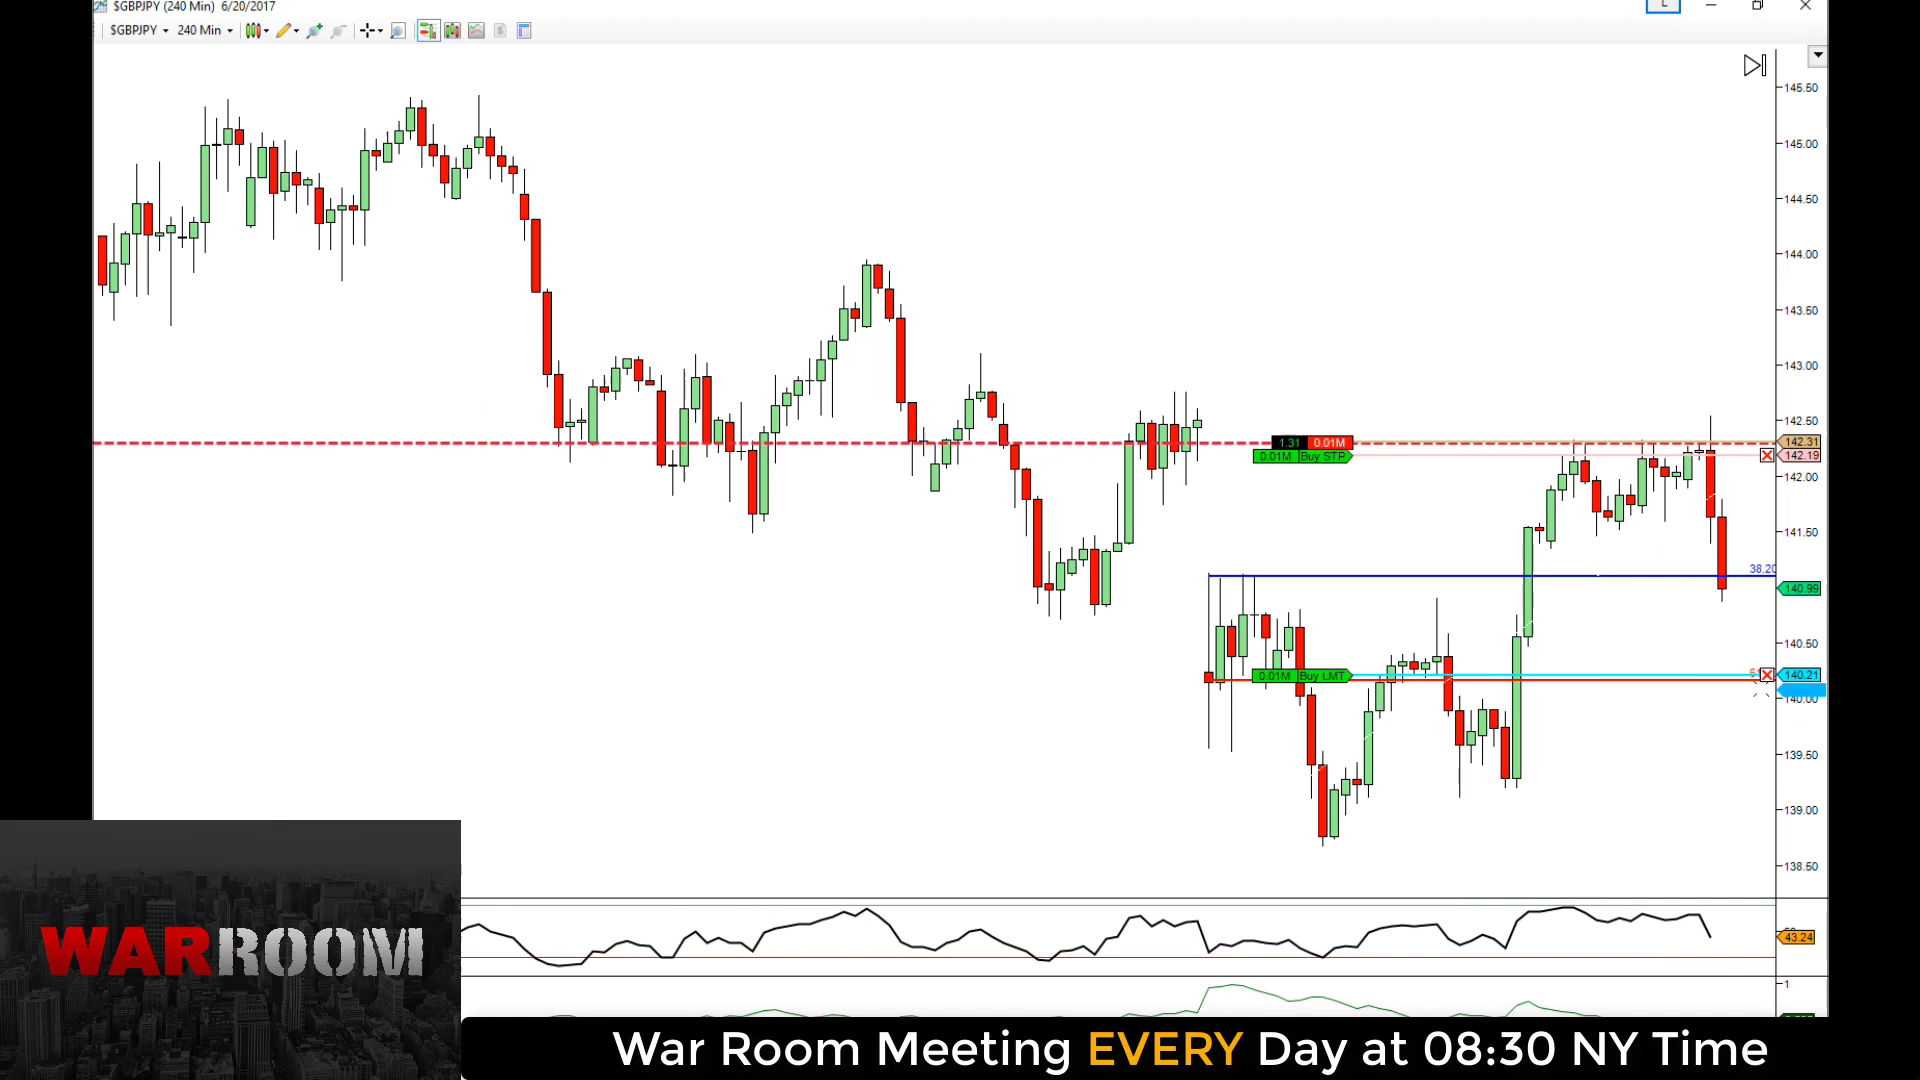 $GBPJPY (240 Min) 6/20/2017
L
$GBPJPY 240 Min
145.50
145.00
144.50
144.00
143.50
143.00
142.50
1.31 0.01M
142.31
0.01M Buy STP
142.19
142.00
141.50
38.20
140.99
140.50
0.01M Buy LMT
140.21
140.00
139.50
139.00
138.50
43.24
1
WARROOM
War Room Meeting EVERY Day at 08:30 NY Time